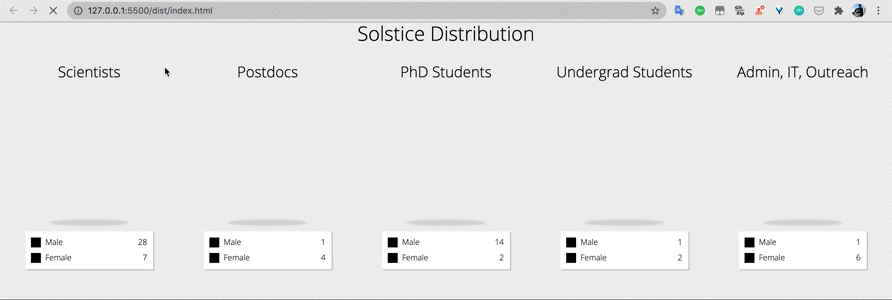 127.0.0.1:5500/dist/index.html
Solstice Distribution
Scientists Postdocs PhD Students Undergrad Students Admin, IT, Outreach
Male 28 Male 1 Male 14 Male 1 Male 1
Female 7 Female 4 Female 2 Female 2 Female 6